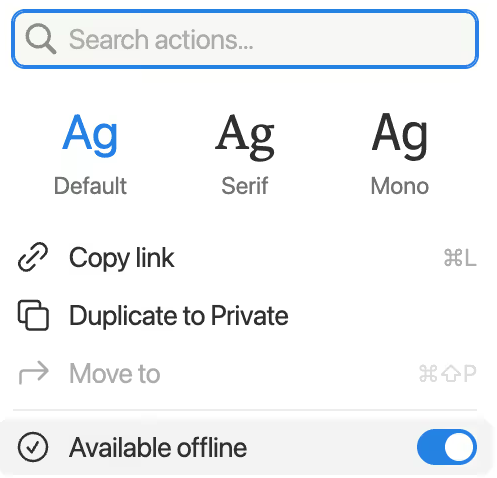 Search actions...
Ag Ag Ag
Default Serif Mono
Copy link ⌘L
Duplicate to Private
Move to ⌘⇧P
Available offline